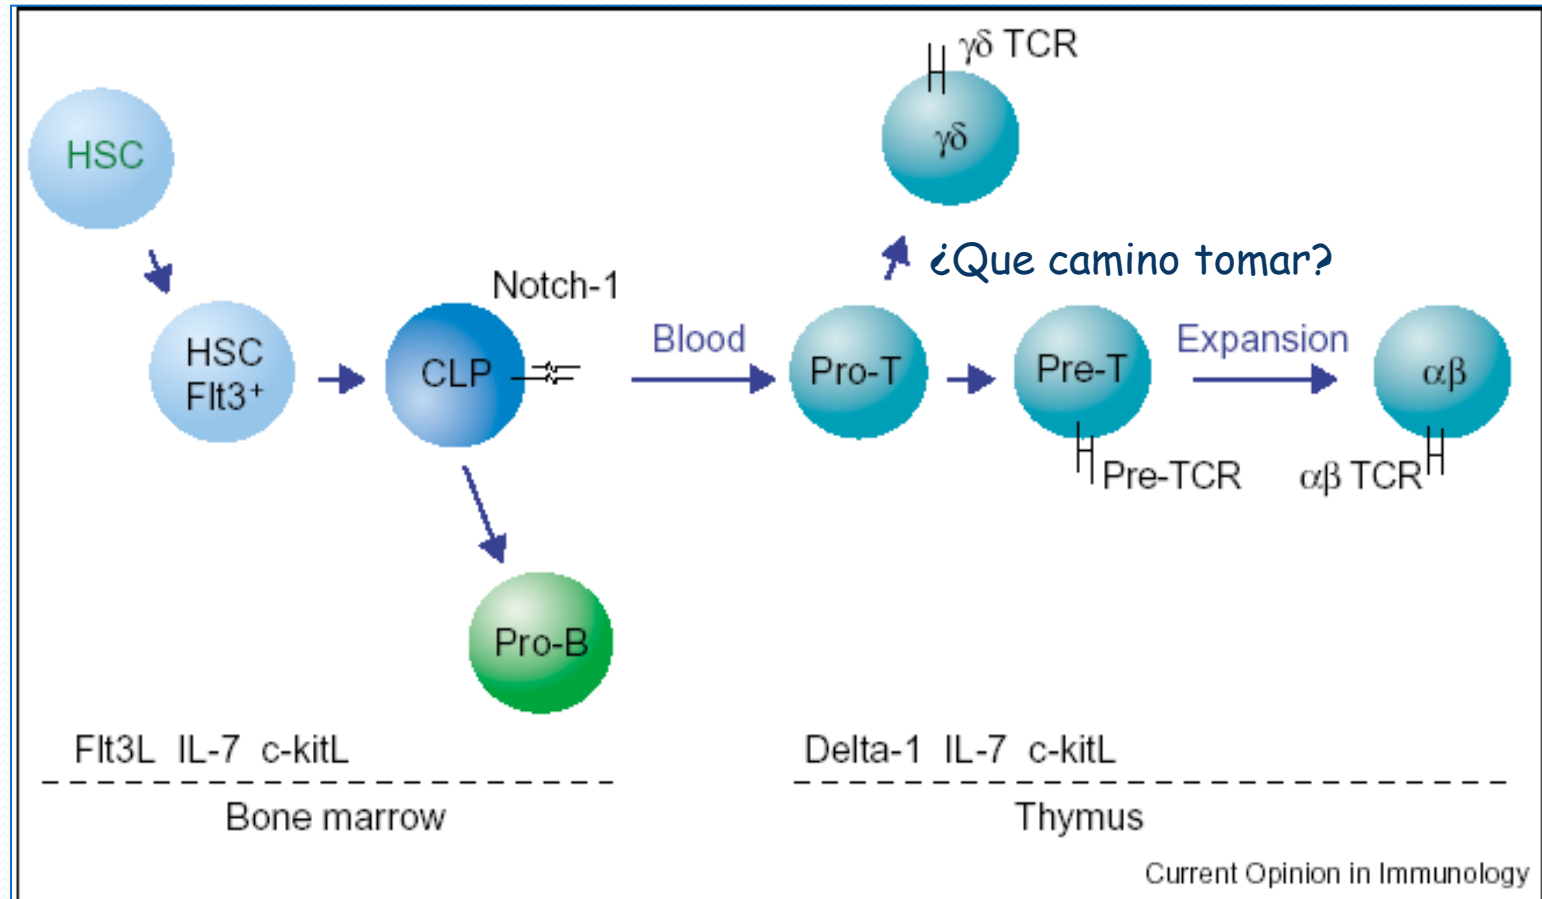 γδ TCR
γδ
HSC
¿Que camino tomar?
Notch-1
HSC
Flt3+
CLP
Blood
Pro-T
Pre-T
Expansion
αβ
Pre-TCR
αβ TCR
Pro-B
Flt3L IL-7 c-kitL
Delta-1 IL-7 c-kitL
Bone marrow
Thymus
Current Opinion in Immunology